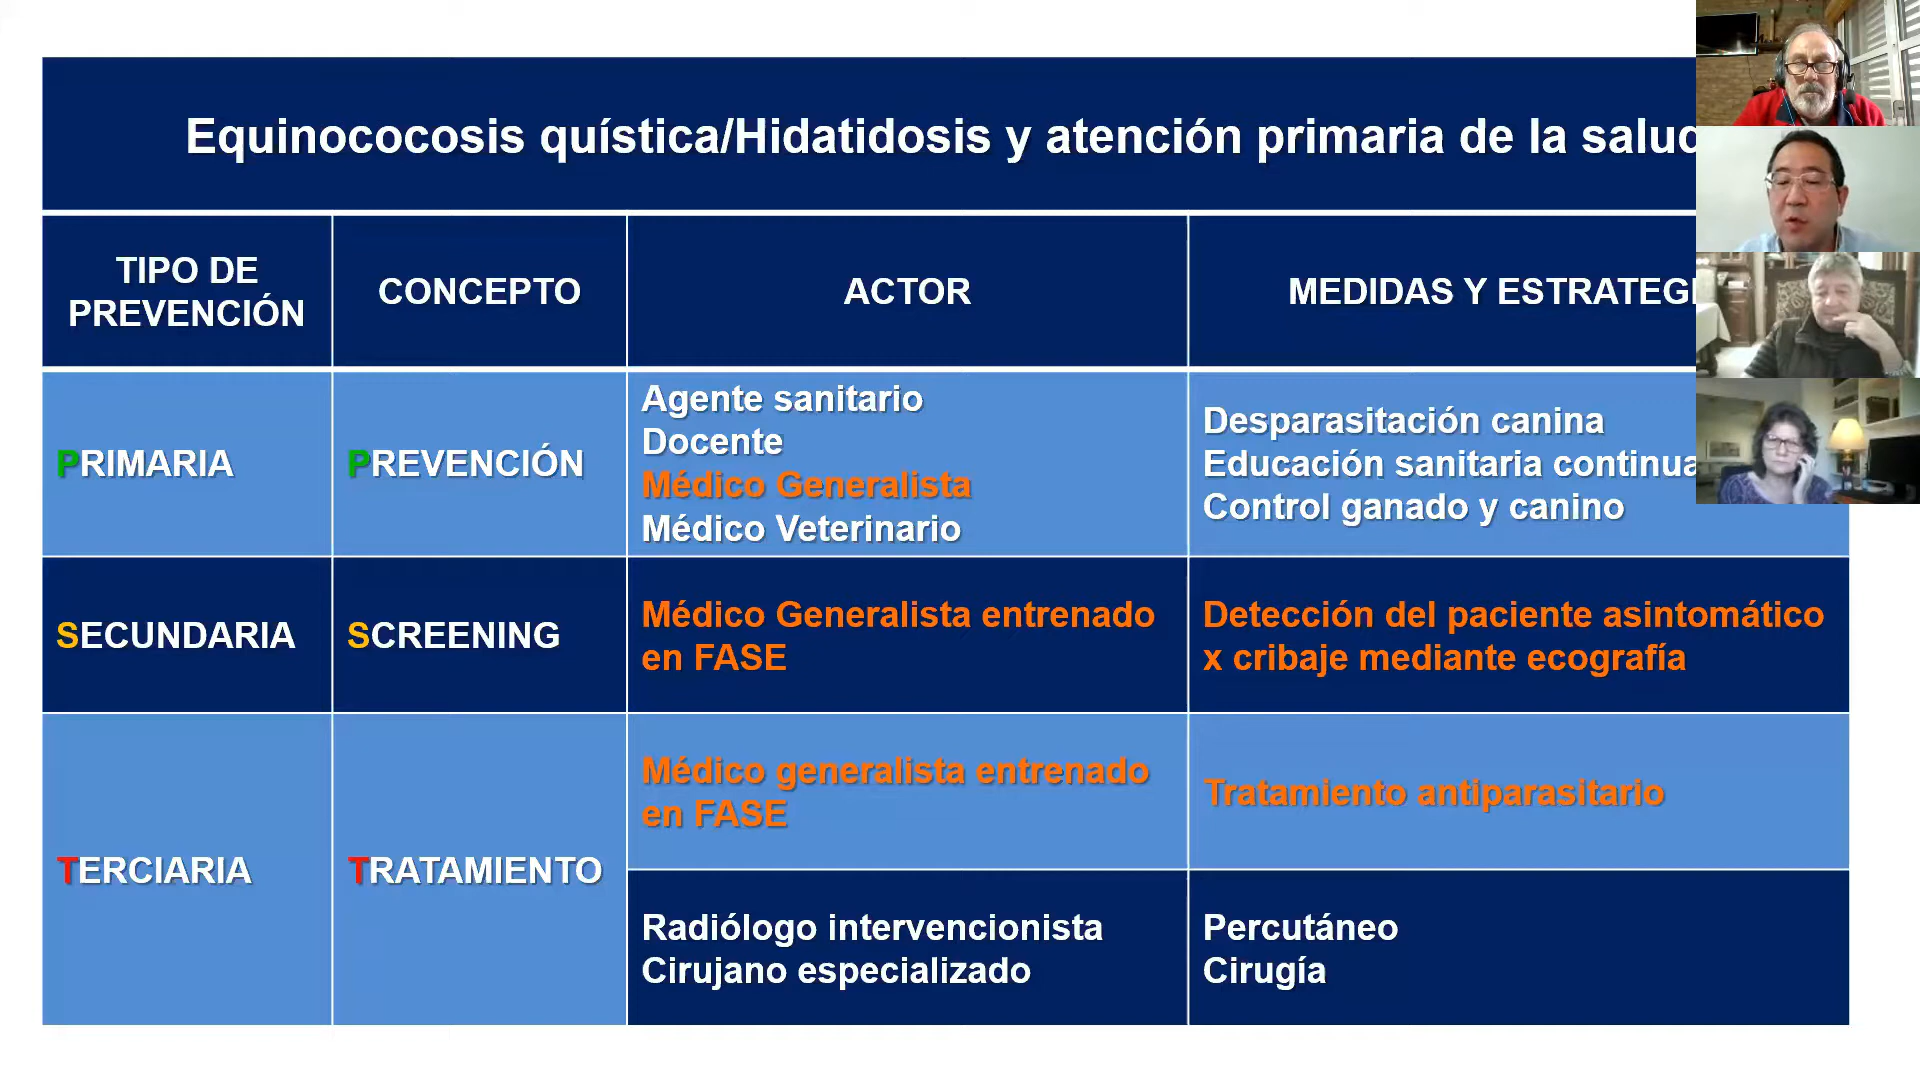 Equinococosis quística/Hidatidosis y atención primaria de la salud
TIPO DE
PREVENCIÓN
CONCEPTO
ACTOR
MEDIDAS Y ESTRATEGI
PRIMARIA
PREVENCIÓN
Agente sanitario
Docente
Médico Generalista
Médico Veterinario
Desparasitación canina
Educación sanitaria continua
Control ganado y canino
SECUNDARIA
SCREENING
Médico Generalista entrenado
en FASE
Detección del paciente asintomático
x cribaje mediante ecografía
TERCIARIA
TRATAMIENTO
Médico generalista entrenado
en FASE
Tratamiento antiparasitario
Radiólogo intervencionista
Cirujano especializado
Percutáneo
Cirugía